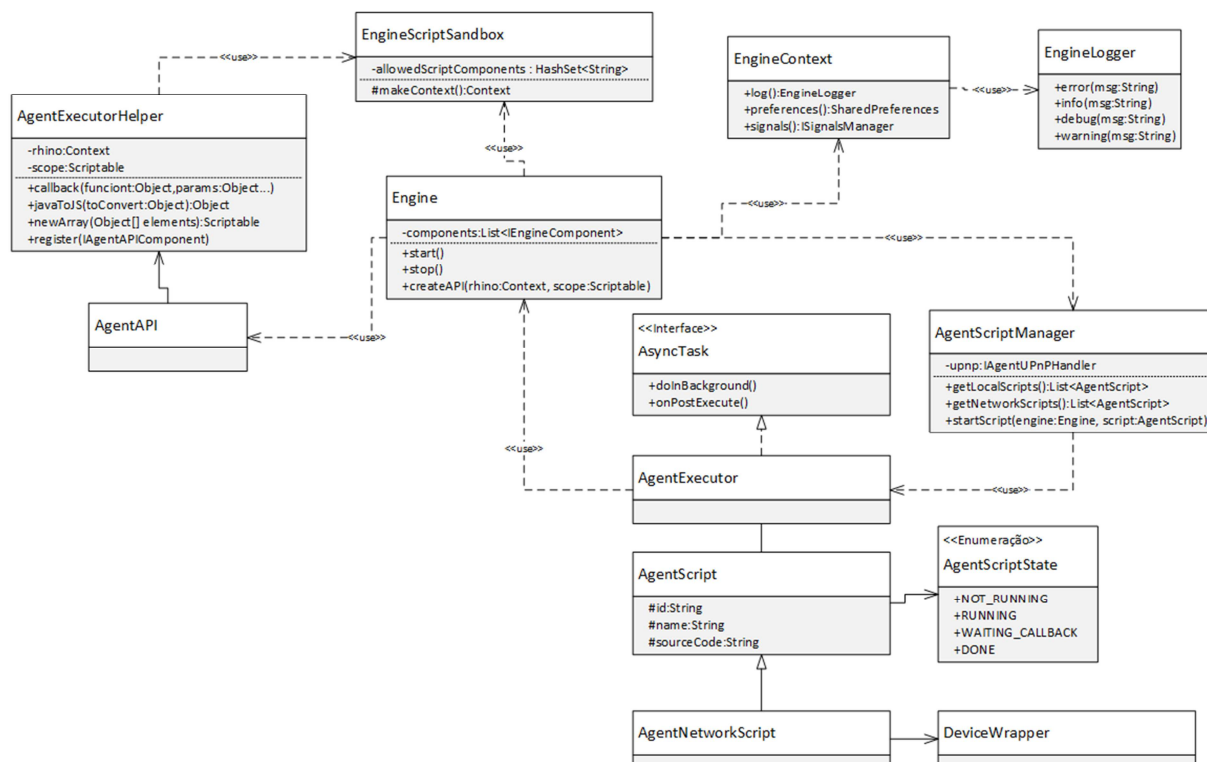 EngineScriptSandbox
-allowedScriptComponents : HashSet<String>
#makeContext():Context
<<use>>
AgentExecutorHelper
-rhino:Context
-scope:Scriptable
+callback(funciont:Object,params:Object...)
+javaToJS(toConvert:Object):Object
+newArray(Object[] elements):Scriptable
+register(IAgentAPIComponent)
EngineContext
+log():EngineLogger
+preferences():SharedPreferences
+signals():ISignalsManager
<<use>>
EngineLogger
+error(msg:String)
+info(msg:String)
+debug(msg:String)
+warning(msg:String)
<<use>>
Engine
-components:List<IEngineComponent>
+start()
+stop()
+createAPI(rhino:Context, scope:Scriptable)
<<use>>
<<use>>
AgentAPI
<<use>>
<<Interface>>
AsyncTask
+doInBackground()
+onPostExecute()
AgentScriptManager
-upnp:IAgentUPnPHandler
+getLocalScripts():List<AgentScript>
+getNetworkScripts():List<AgentScript>
+startScript(engine:Engine, script:AgentScript)
<<use>>
AgentExecutor
<<use>>
AgentScript
#id:String
#name:String
#sourceCode:String
<<Enumeração>>
AgentScriptState
+NOT_RUNNING
+RUNNING
+WAITING_CALLBACK
+DONE
AgentNetworkScript
DeviceWrapper